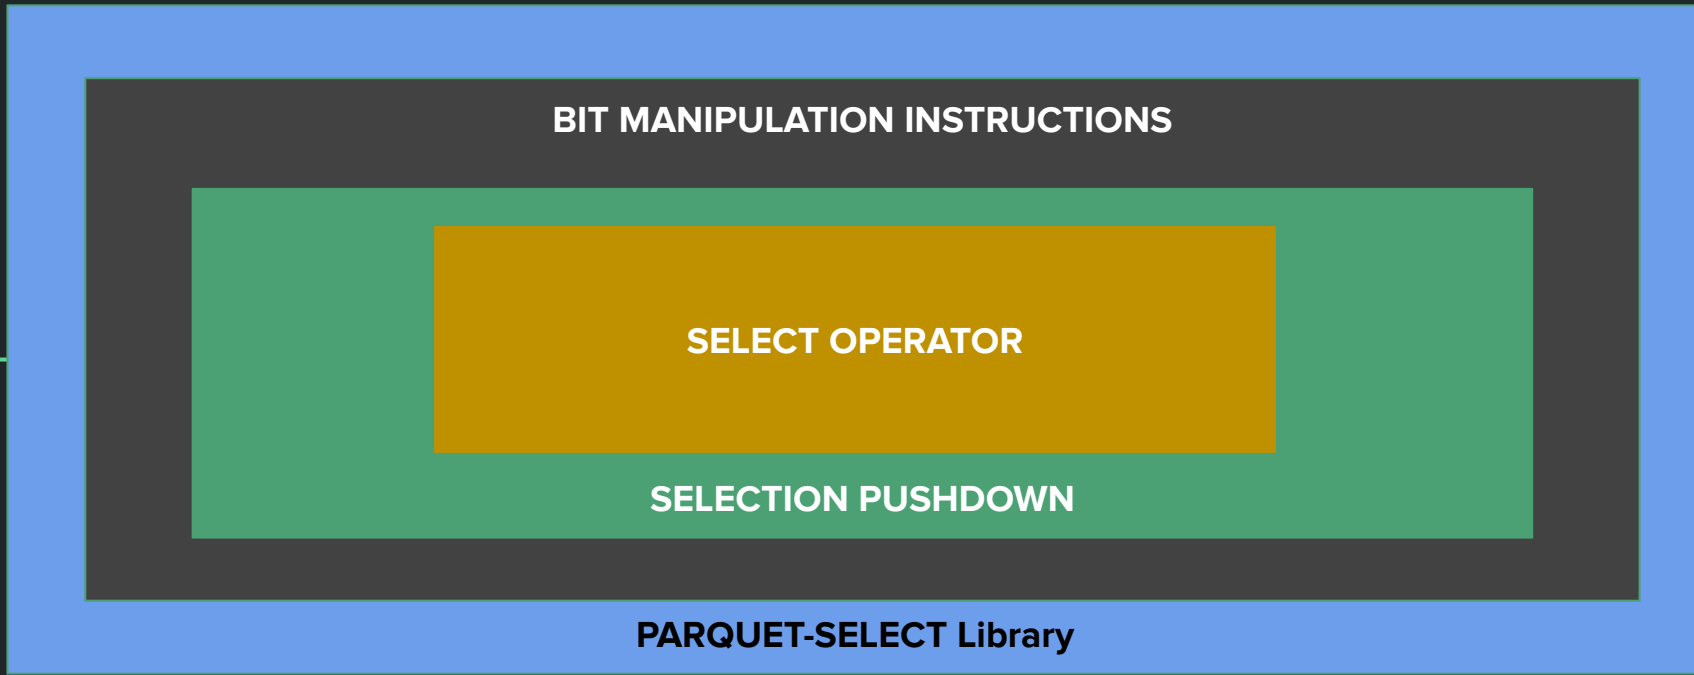 BIT MANIPULATION INSTRUCTIONS
SELECT OPERATOR
SELECTION PUSHDOWN
PARQUET-SELECT Library